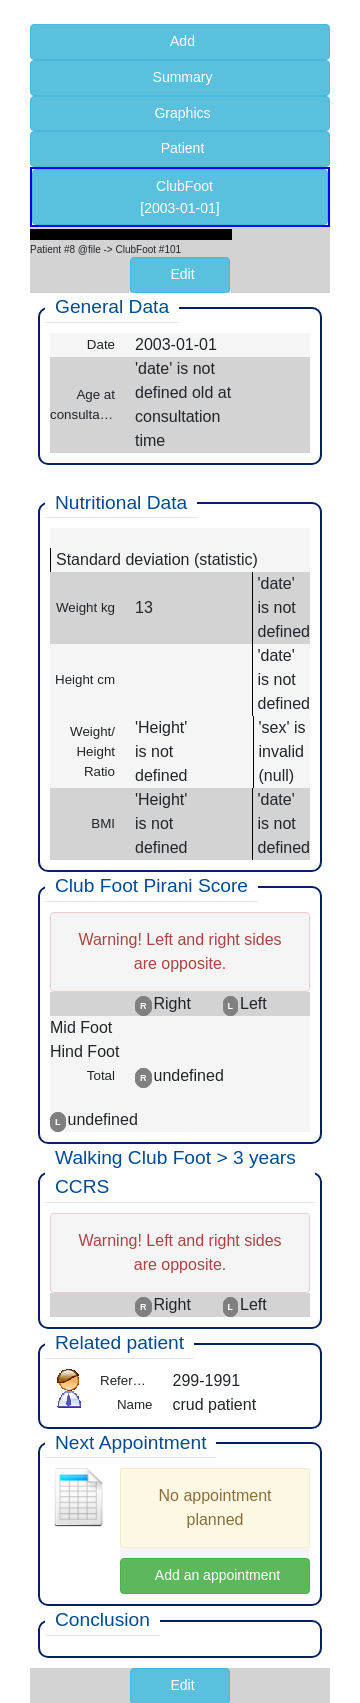 Add
Summary
Graphics
Patient
ClubFoot
[2003-01-01]
Patient #8 @file -> ClubFoot #101
Edit
General Data
Date 2003-01-01
'date' is not
defined old at
consultation
time
Age at
consulta...
Nutritional Data
Standard deviation (statistic)
Weight kg 13 'date'
is not
defined
Height cm 'date'
is not
defined
Weight/ 'Height' 'sex' is
Height is not invalid
Ratio defined (null)
'Height' 'date'
BMI is not is not
defined defined
Club Foot Pirani Score
Warning! Left and right sides
are opposite.
R Right L Left
Mid Foot
Hind Foot
Total R undefined
L undefined
Walking Club Foot > 3 years
CCRS
Warning! Left and right sides
are opposite.
R Right L Left
Related patient
Refer... 299-1991
Name crud patient
Next Appointment
No appointment
planned
Add an appointment
Conclusion
Edit